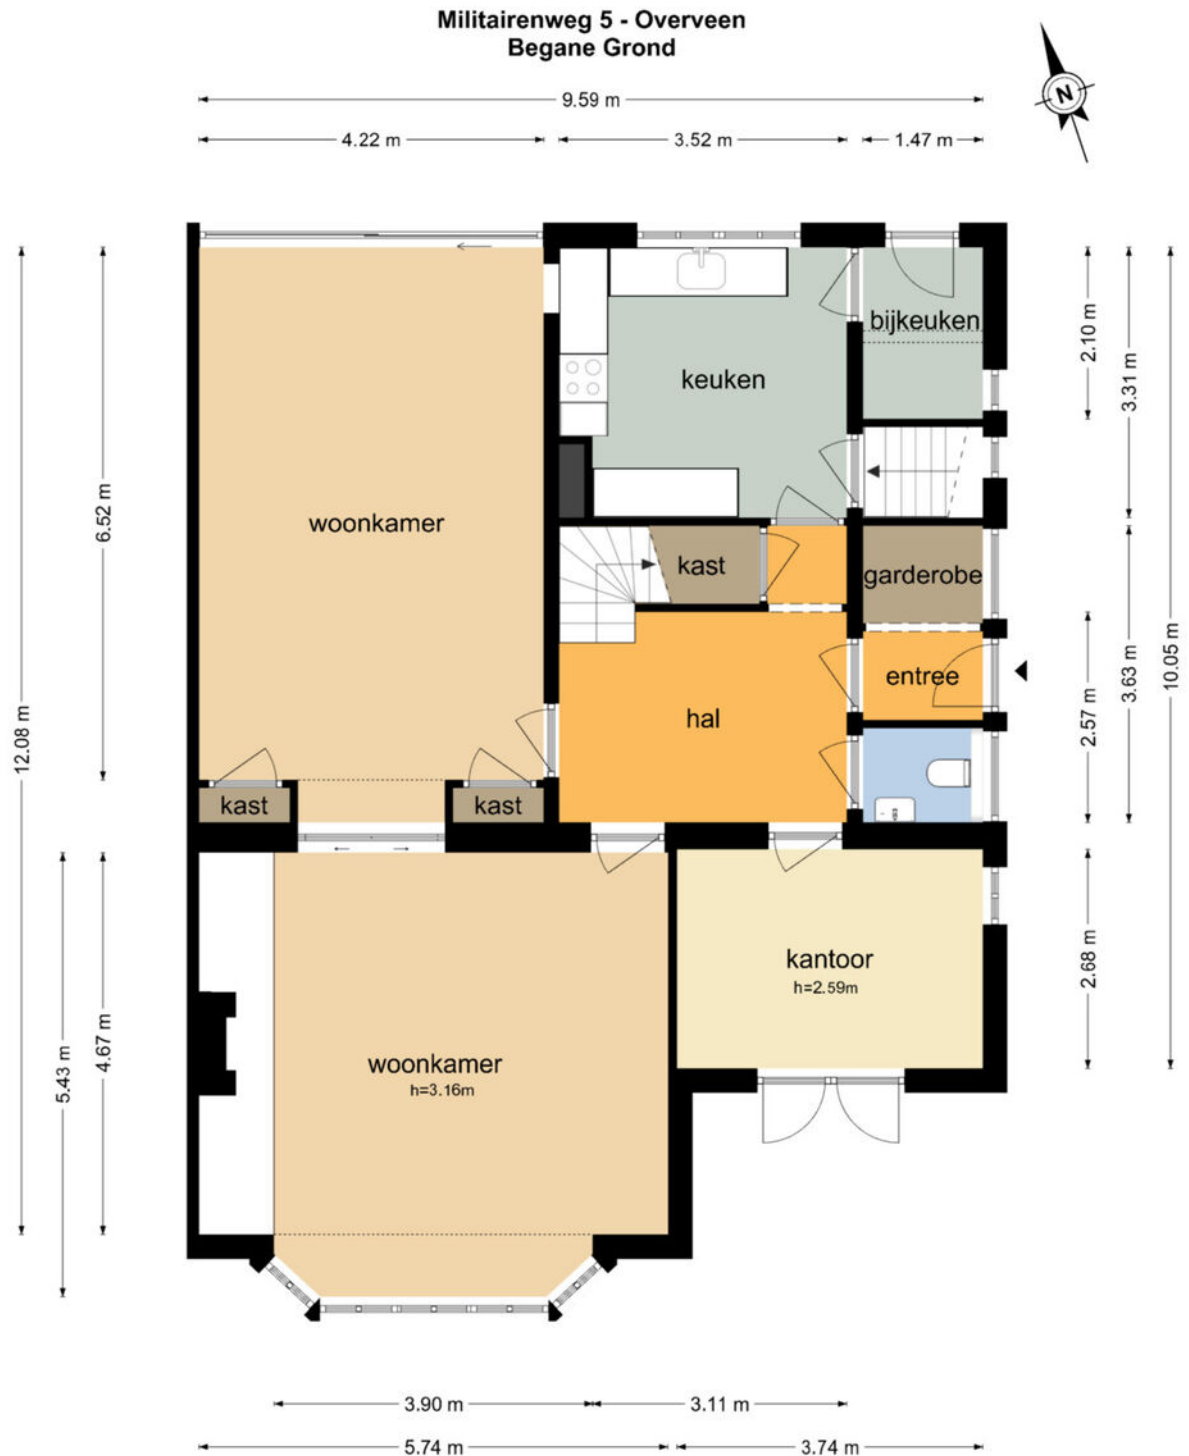 Militairenweg 5 - Overveen
Begane Grond
N
9.59 m
4.22 m
3.52 m
1.47 m
bijkeuken
keuken
woonkamer
kast
garderobe
entree
hal
kast
kast
kantoor
h=2.59m
woonkamer
h=3.16m
12.08 m
6.52 m
5.43 m
4.67 m
2.10 m
3.31 m
2.57 m
3.63 m
10.05 m
2.68 m
3.90 m
3.11 m
5.74 m
3.74 m